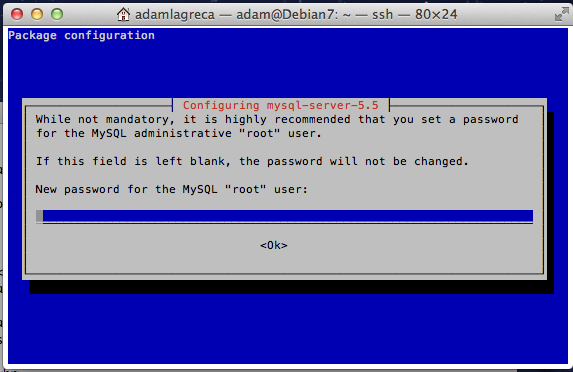 adamlagreca — adam@Debian7: ~ — ssh — 80×24
Package configuration
Configuring mysql-server-5.5
While not mandatory, it is highly recommended that you set a password
for the MySQL administrative "root" user.
If this field is left blank, the password will not be changed.
New password for the MySQL "root" user:
<Ok>